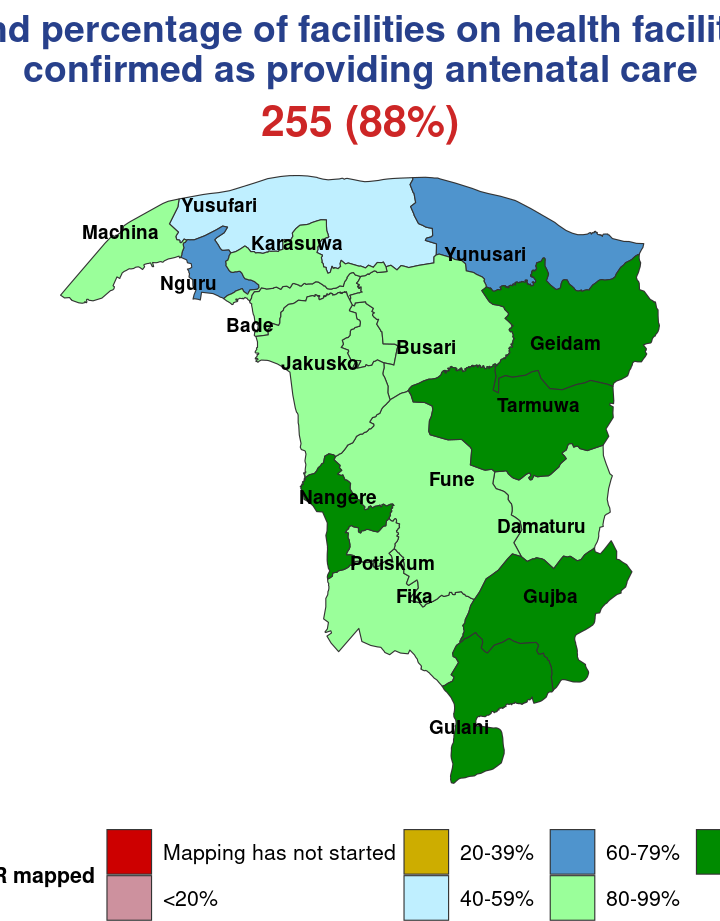 nd percentage of facilities on health facilit
confirmed as providing antenatal care
255 (88%)
Yusufari
Machina
Karasuwa
Yunusari
Nguru
Bade
Geidam
Busari
Jakusko
Tarmuwa
Fune
Nangere
Damaturu
Potiskum
Fika
Gujba
Gulani
R mapped
Mapping has not started
20-39%
60-79%
<20%
40-59%
80-99%